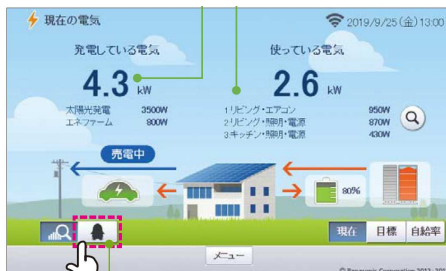 現在の電気
2019/9/25(金)13:00
発電している電気
4.3 kW
太陽光発電 3500W
エネファーム 800W
使っている電気
2.6 kW
1.リビング・エアコン 950W
2.リビング・照明・電源 870W
3.キッチン・照明・電源 430W
売電中
80%
現在 目標 自給率
メニュー